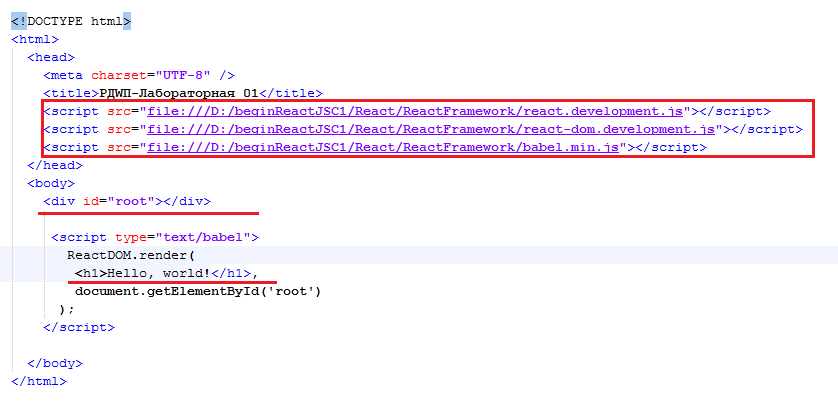 <!DOCTYPE html>
<html>
<head>
<meta charset="UTF-8" />
<title>РДWП-Лабораторная 01</title>
<script src="file:///D:/beginReactJSC1/React/ReactFramework/react.development.js"></script>
<script src="file:///D:/beginReactJSC1/React/ReactFramework/react-dom.development.js"></script>
<script src="file:///D:/beginReactJSC1/React/ReactFramework/babel.min.js"></script>
</head>
<body>
<div id="root"></div>
<script type="text/babel">
ReactDOM.render(
<h1>Hello, world!</h1>,
document.getElementById('root')
);
</script>
</body>
</html>